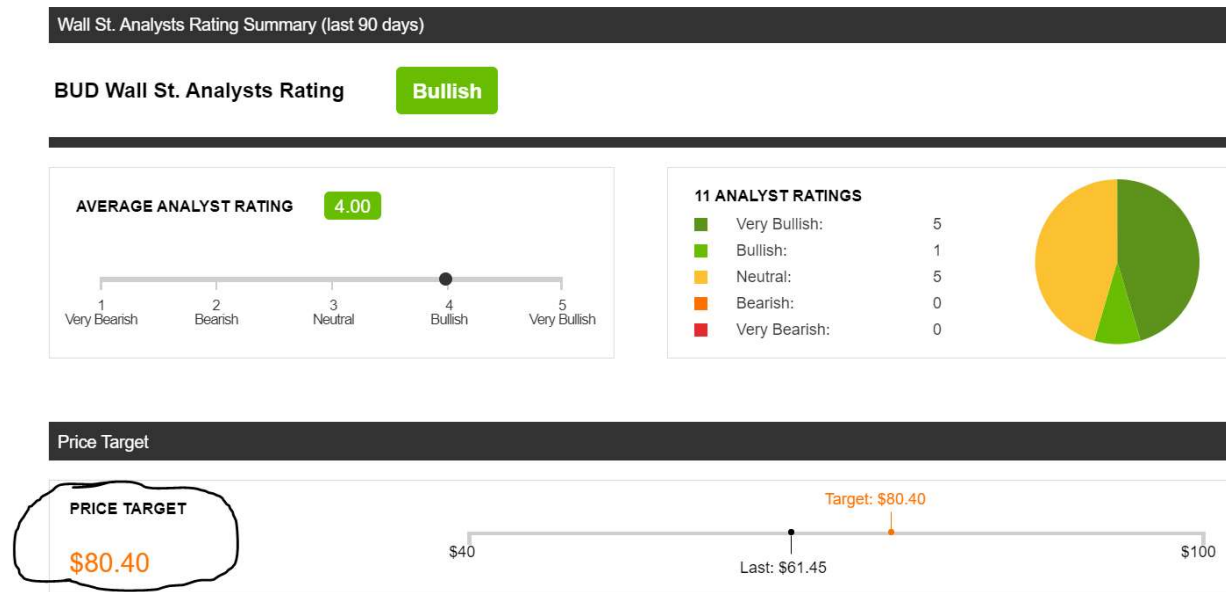 Wall St. Analysts Rating Summary (last 90 days)
BUD Wall St. Analysts Rating Bullish
AVERAGE ANALYST RATING 4.00
1 2 3 4 5
Very Bearish Bearish Neutral Bullish Very Bullish
11 ANALYST RATINGS
Very Bullish: 5
Bullish: 1
Neutral: 5
Bearish: 0
Very Bearish: 0
Price Target
PRICE TARGET
$80.40
Target: $80.40
$40 $100
Last: $61.45